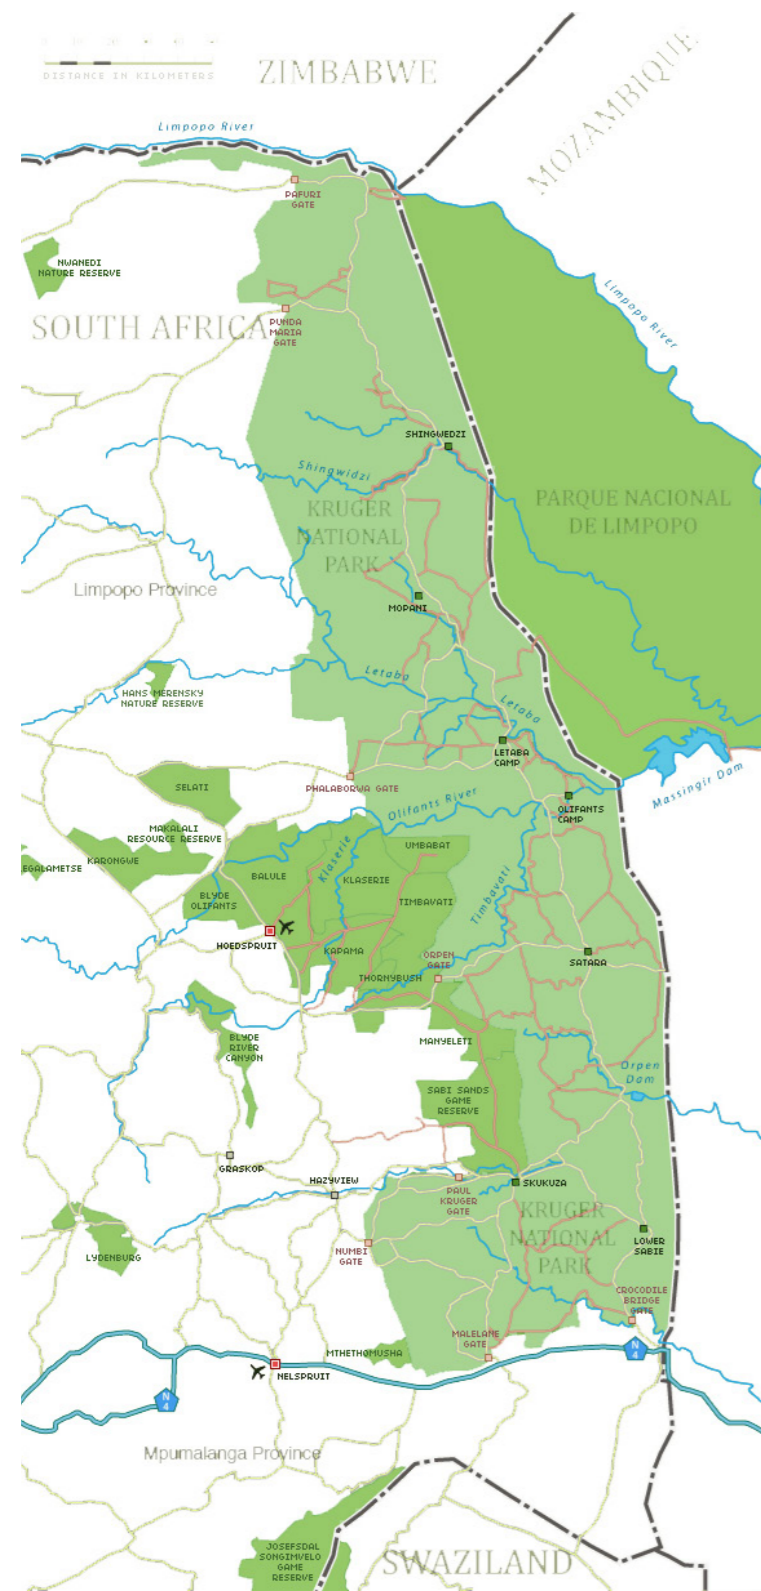 DISTANCE IN KILOMETERS
ZIMBABWE
MOZAMBIQUE
Limpopo River
PAFURI
GATE
NWANEDI
NATURE RESERVE
Limpopo River
SOUTH AFRICA
PUNDA
MARIA
GATE
SHINGWEDZI
Shingwidzi
KRUGER
NATIONAL
PARK
PARQUE NACIONAL
DE LIMPOPO
Limpopo Province
MOPANI
Letaba
HANS MERENSKY
NATURE RESERVE
Letaba
LETABA
CAMP
Massingir Dam
PHALABORWA GATE
SELATI
Olifants River
OLIFANTS
CAMP
MAKALALI
RESOURCE RESERVE
KARONGWE
EGALAMETSE
BALULE
Klaserie
UMBABAT
KLASERIE
BLYDE
OLIFANTS
TIMBAVATI
Timbavati
HOEDSPRUIT
KAPAMA
ORPEN
GATE
SATARA
THORNYBUSH
BLYDE
RIVER
CANYON
MANYELETI
Orpen
Dam
SABI SANDS
GAME
RESERVE
GRASKOP
HAZYVIEW
SKUKUZA
PAUL
KRUGER
GATE
KRUGER
NATIONAL
PARK
LOWER
SABIE
LYDENBURG
NUMBI
GATE
CROCODILE
BRIDGE
GATE
MALELANE
GATE
MTHETHOMUSHA
N
4
NELSPRUIT
N
4
Mpumalanga Province
JOSEFSDAL
SONGIMVELO
GAME
RESERVE
SWAZILAND